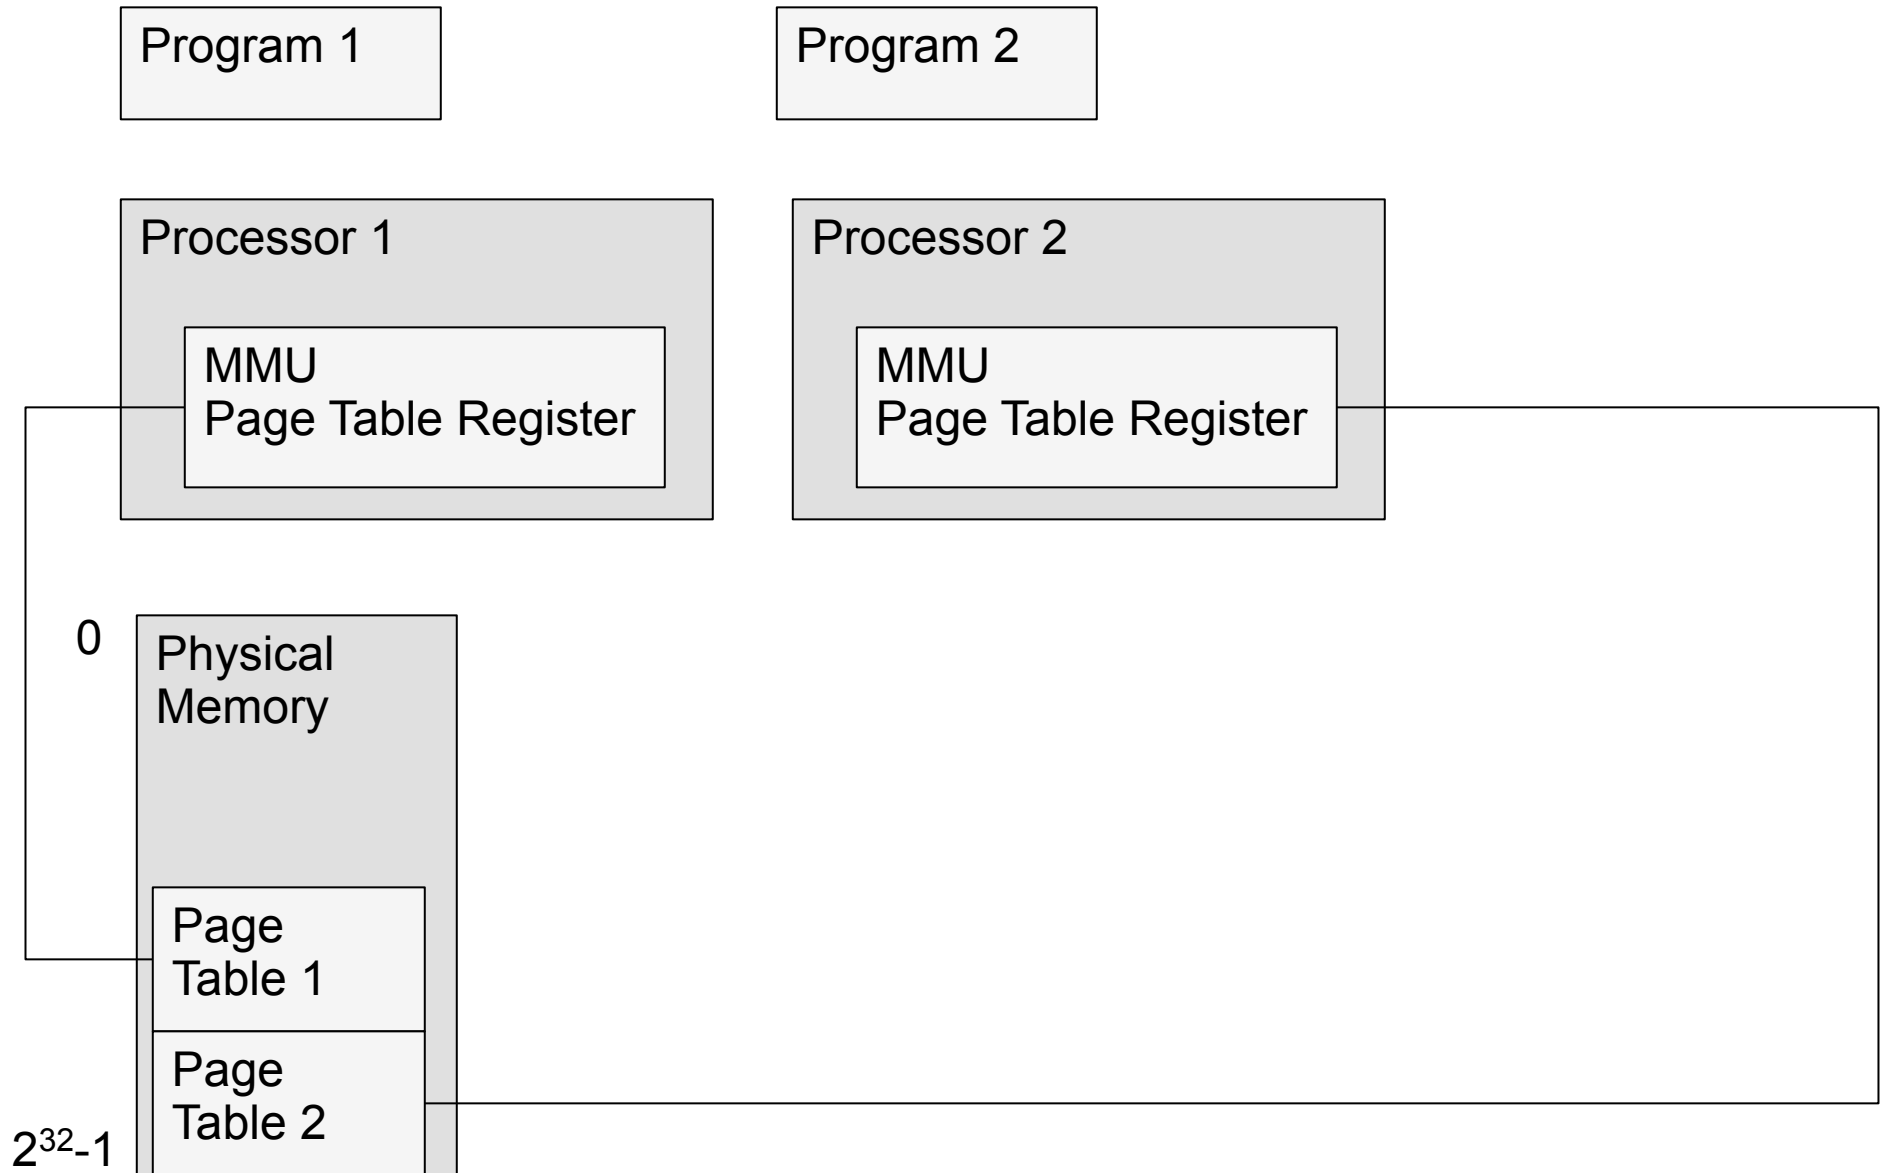 Program 1
Program 2
Processor 1
Processor 2
MMU
Page Table Register
MMU
Page Table Register
0
Physical
Memory
Page
Table 1
Page
Table 2
2³²-1